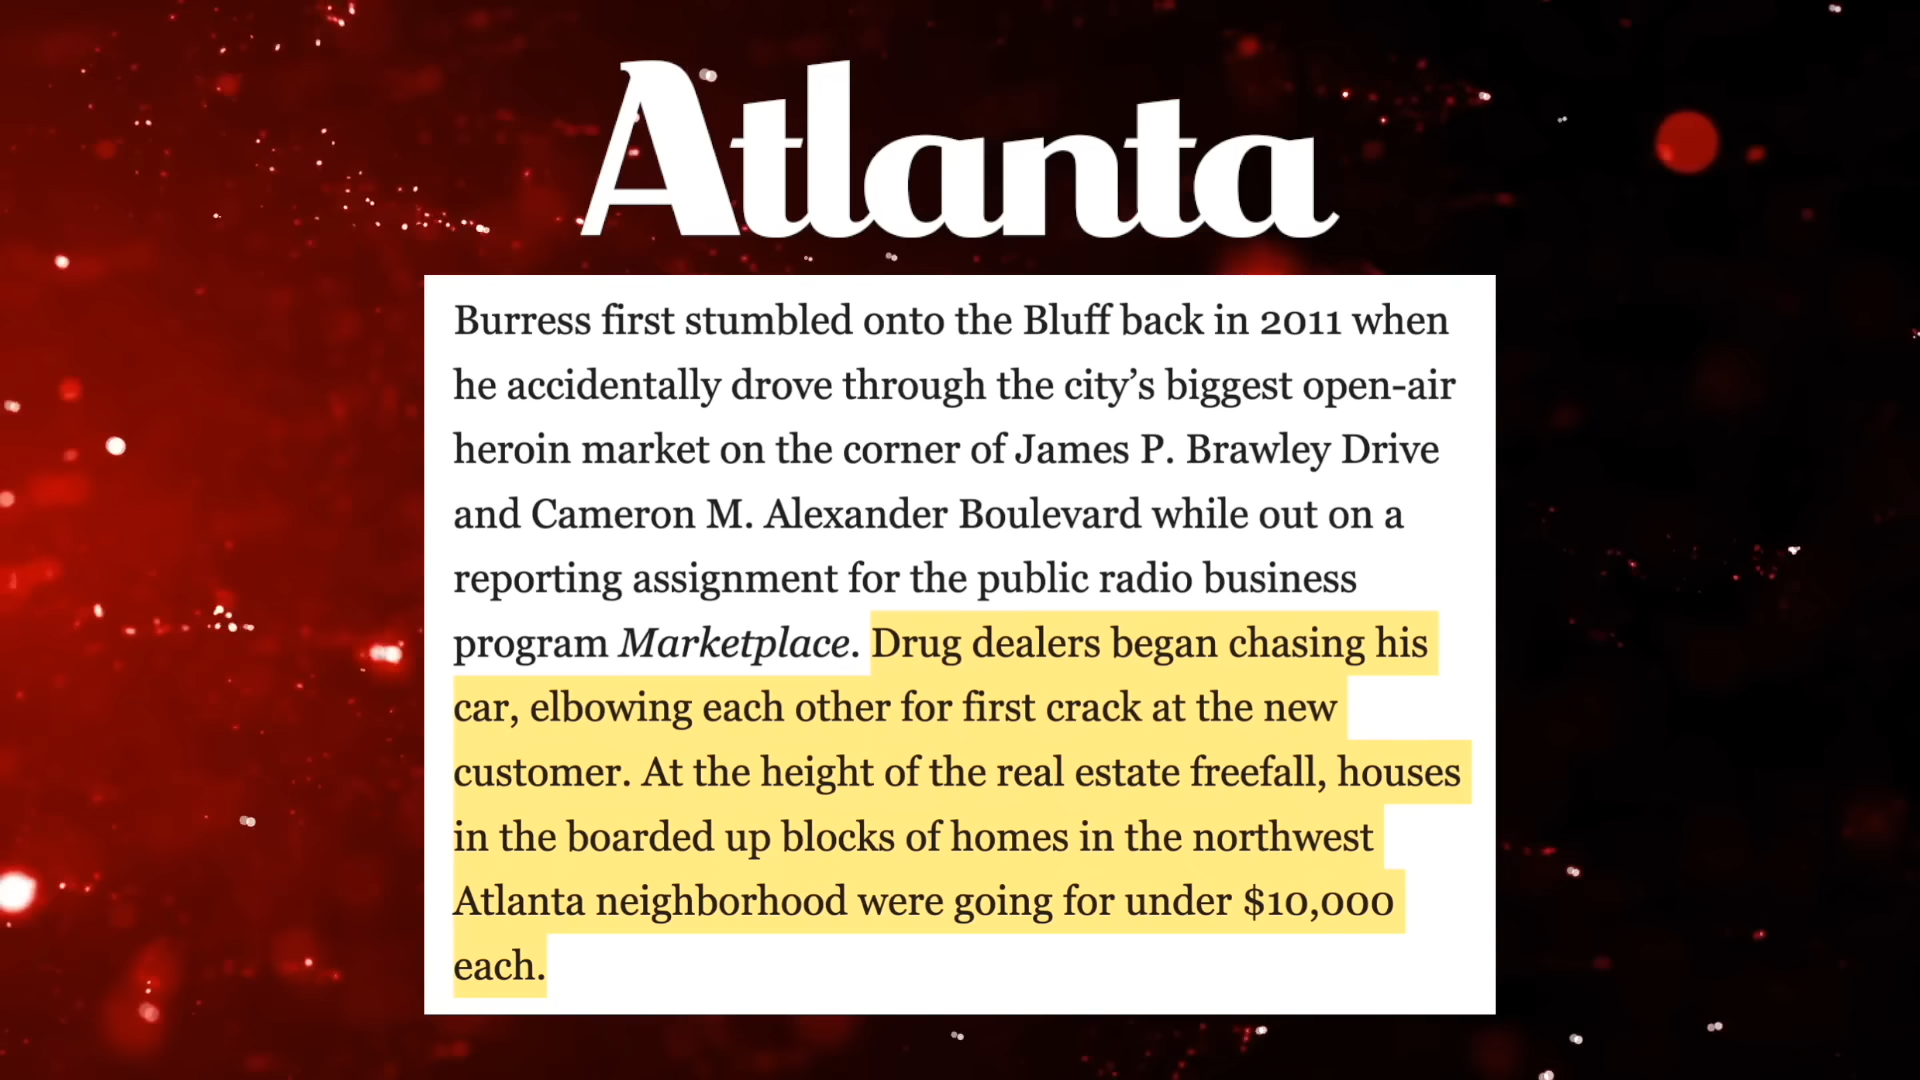 Atlanta
Burress first stumbled onto the Bluff back in 2011 when
he accidentally drove through the city’s biggest open-air
heroin market on the corner of James P. Brawley Drive
and Cameron M. Alexander Boulevard while out on a
reporting assignment for the public radio business
program Marketplace. Drug dealers began chasing his
car, elbowing each other for first crack at the new
customer. At the height of the real estate freefall, houses
in the boarded up blocks of homes in the northwest
Atlanta neighborhood were going for under $10,000
each.